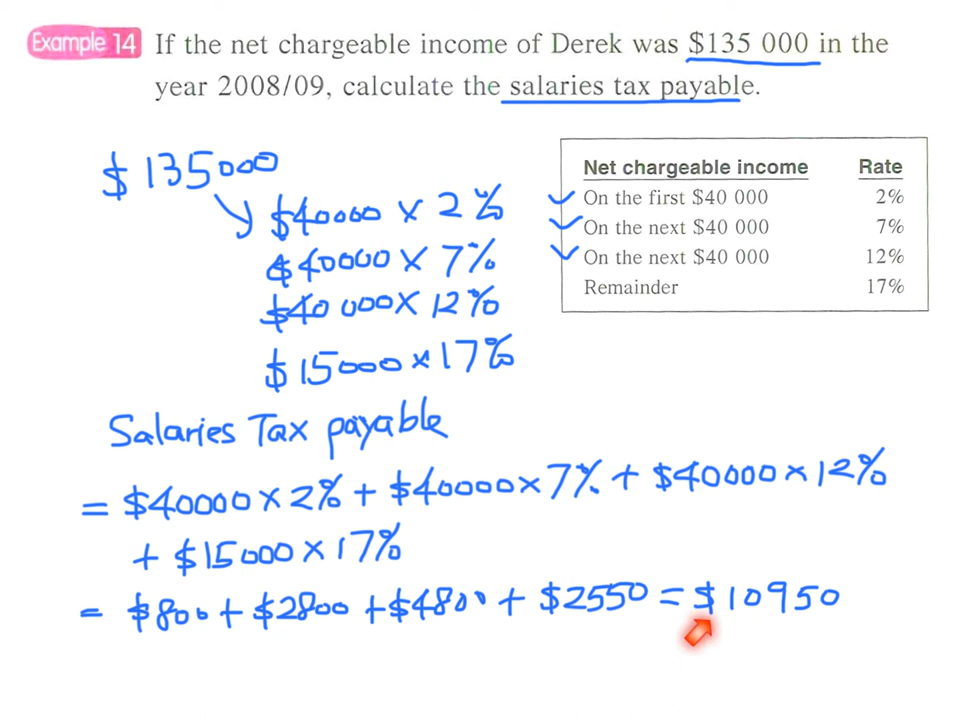 Example 14 If the net chargeable income of Derek was $135 000 in the
year 2008/09, calculate the salaries tax payable.
$135000
$40000 × 2%
$40000 × 7%
$40000 × 12%
$15000 × 17%
Net chargeable income Rate
On the first $40 000 2%
On the next $40 000 7%
On the next $40 000 12%
Remainder 17%
Salaries Tax payable
= $40000 × 2% + $40000 × 7% + $40000 × 12%
+ $15000 × 17%
= $800 + $2800 + $4800 + $2550 = $10950